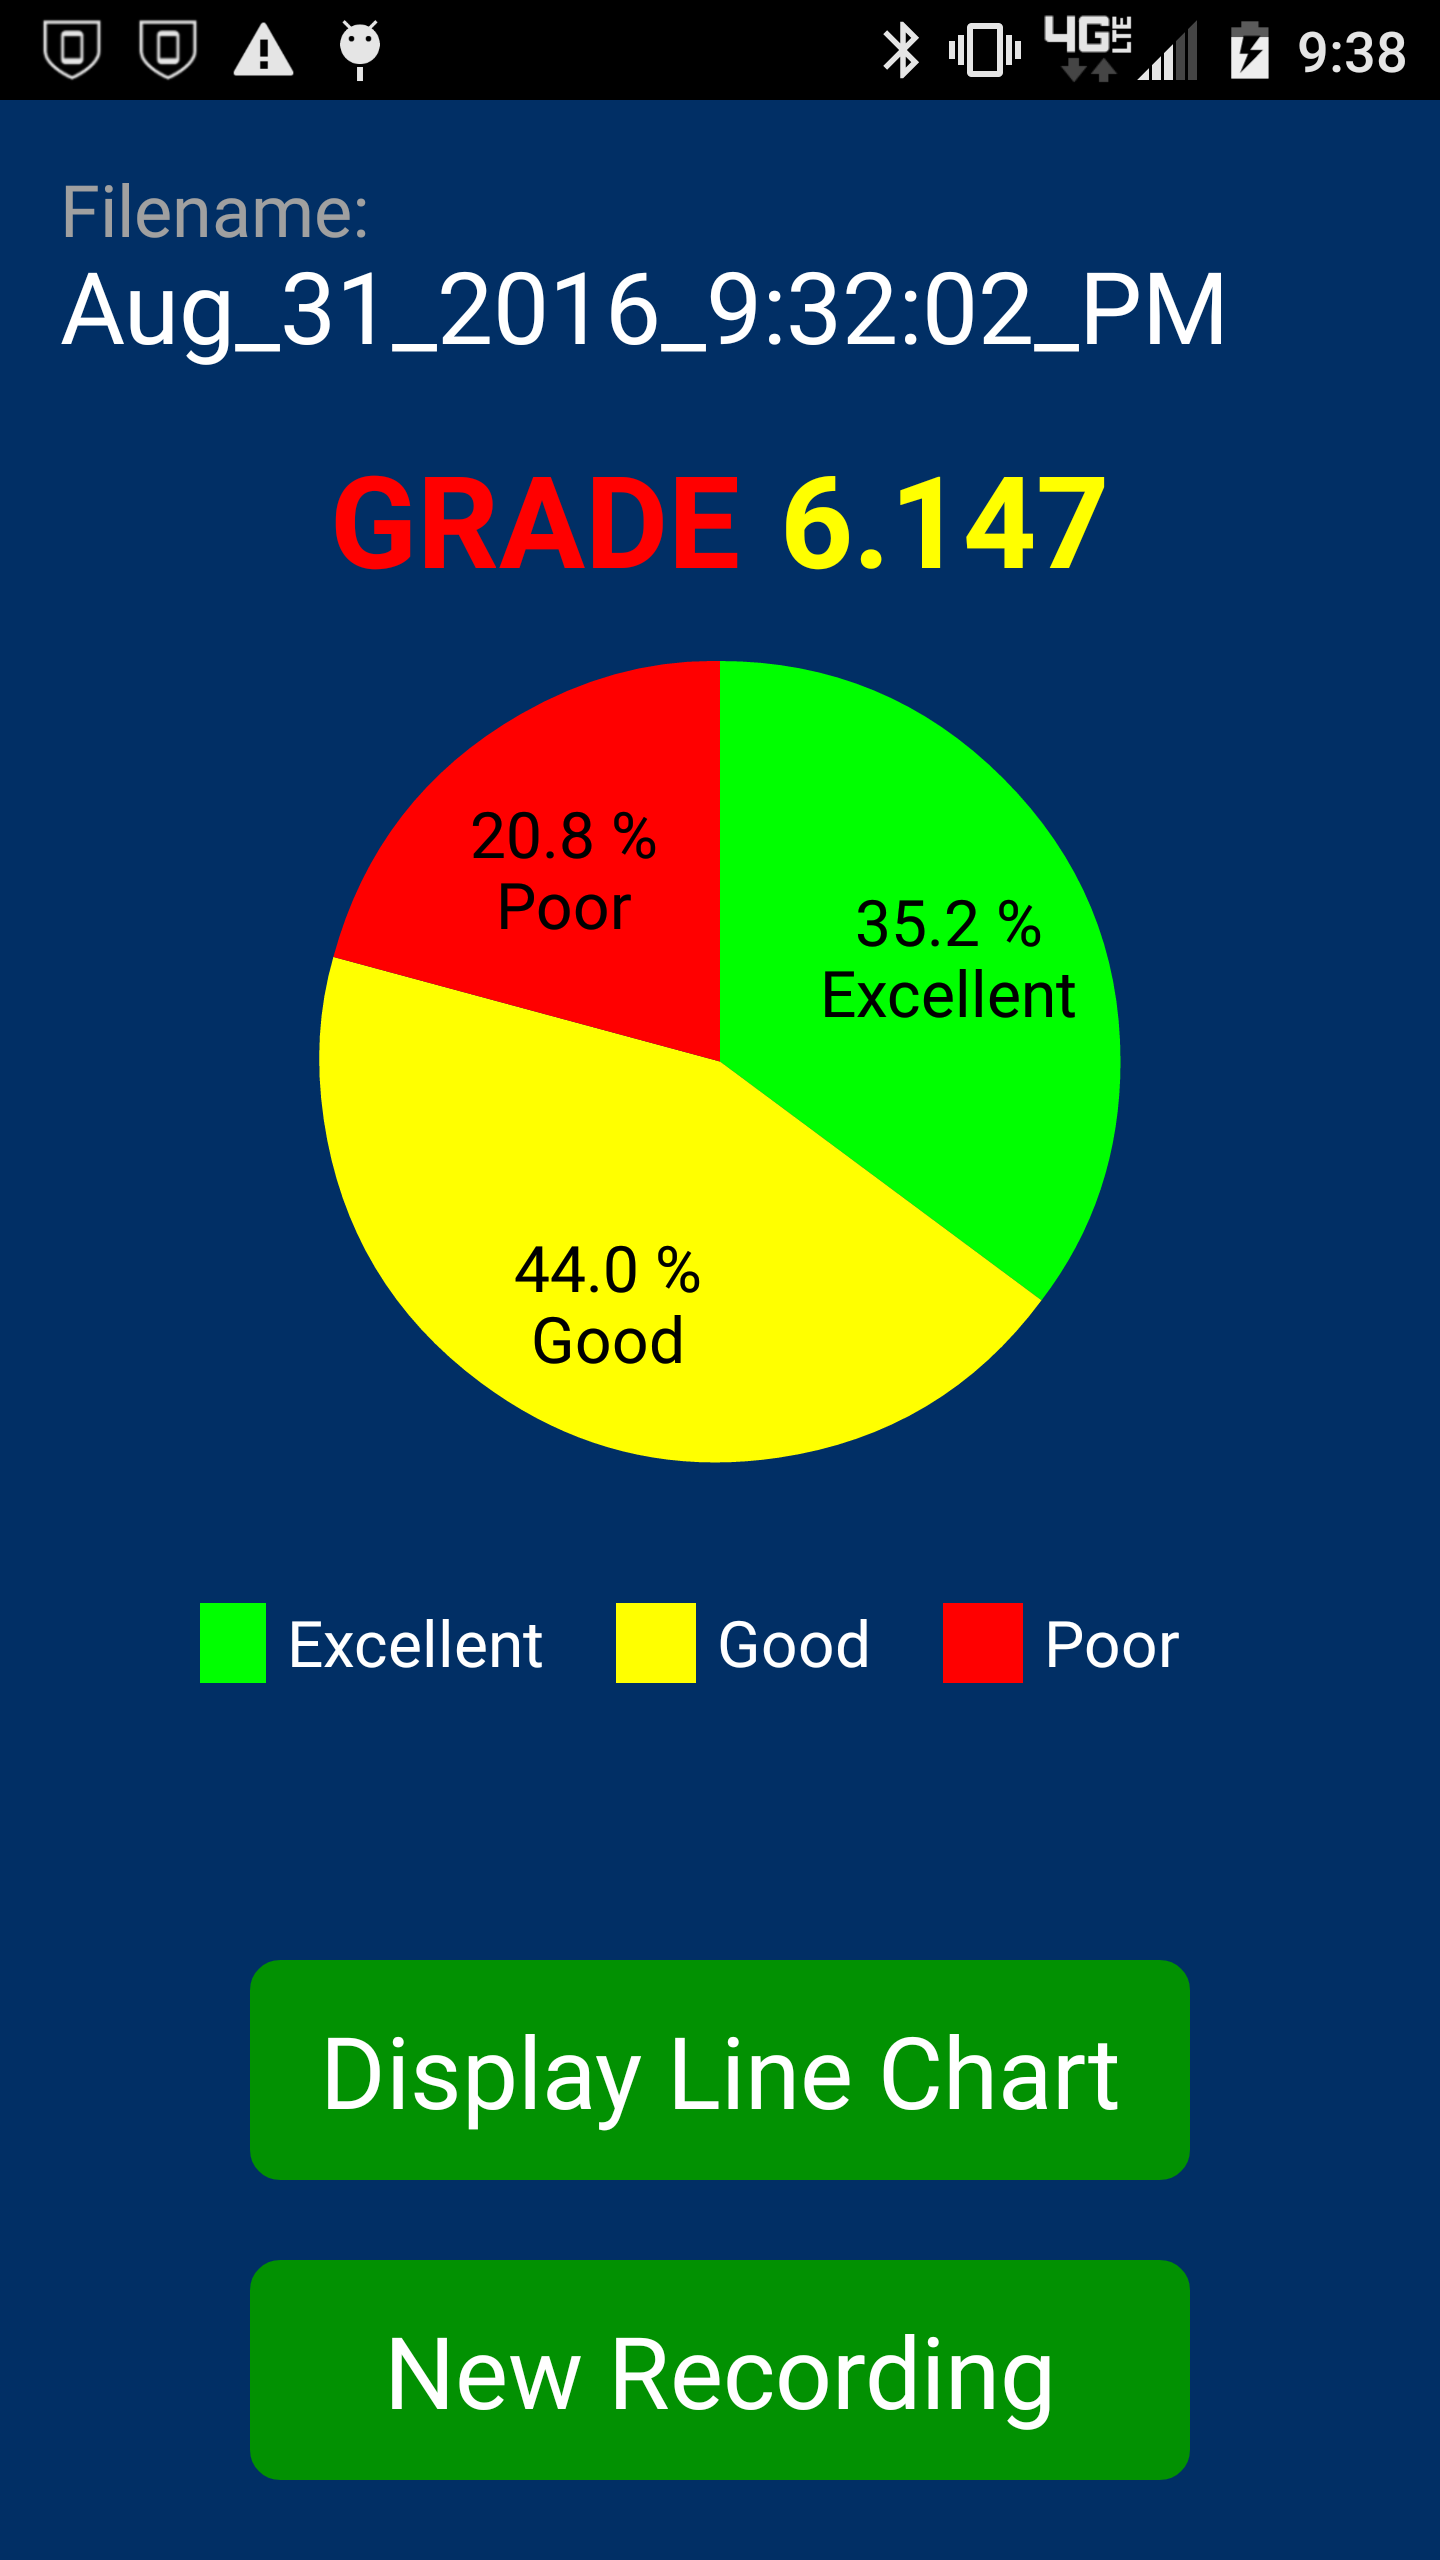 4G LTE 9:38
Filename:
Aug_31_2016_9:32:02_PM
GRADE 6.147
20.8 %
Poor
35.2 %
Excellent
44.0 %
Good
Excellent Good Poor
Display Line Chart
New Recording